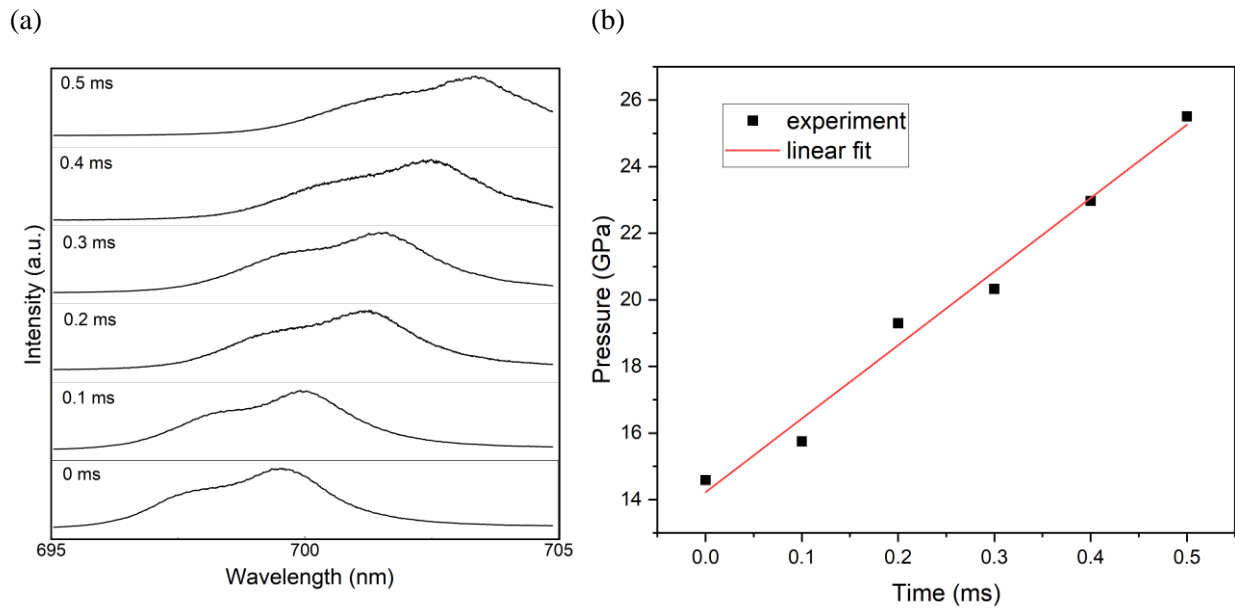 (a)
(b)
0.5 ms
0.4 ms
0.3 ms
0.2 ms
0.1 ms
0 ms
Intensity (a.u.)
695
700
705
Wavelength (nm)
26
24
22
20
18
16
14
Pressure (GPa)
experiment
linear fit
0.0
0.1
0.2
0.3
0.4
0.5
Time (ms)